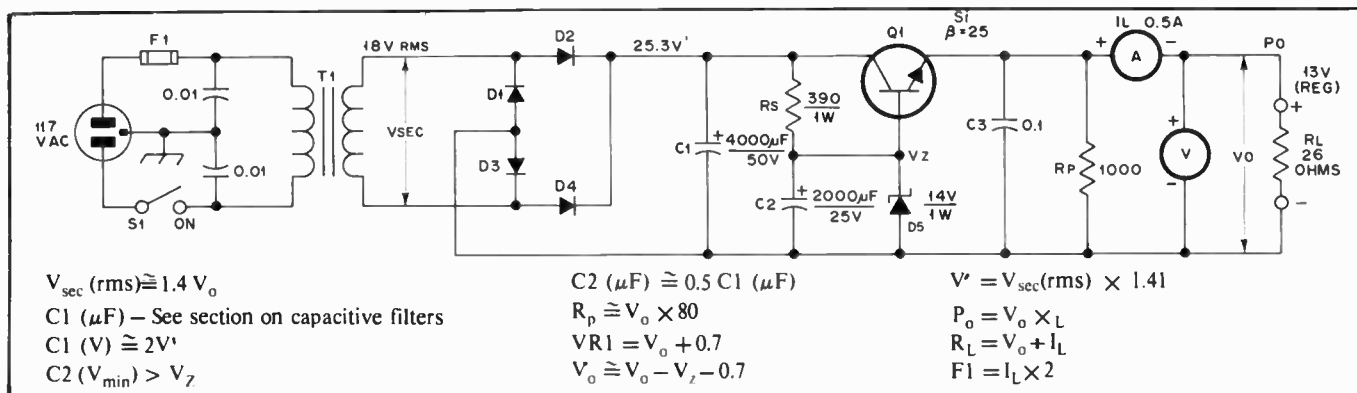 F1
0.01
117
VAC
0.01
S1
ON
T1
18V RMS
VSEC
D2
D1
D3
D4
25.3V'
C1
+
4000μF
50V
RS
390
1W
Q1
Si
β=25
VZ
C2
+
2000μF
25V
14V
1W
D5
C3
0.1
RP
1000
IL 0.5A
+ A -
+
V
-
VO
PO
13V
(REG)
+
RL
26
OHMS
-
Vsec (rms) ≅ 1.4 Vo
C1 (μF) – See section on capacitive filters
C1 (V) ≅ 2V'
C2 (Vmin) > VZ
C2 (μF) ≅ 0.5 C1 (μF)
Rp ≅ Vo × 80
VR1 = Vo + 0.7
Vo ≅ Vo – Vz – 0.7
V' = Vsec(rms) × 1.41
Po = Vo × L
RL = Vo + IL
F1 = IL × 2